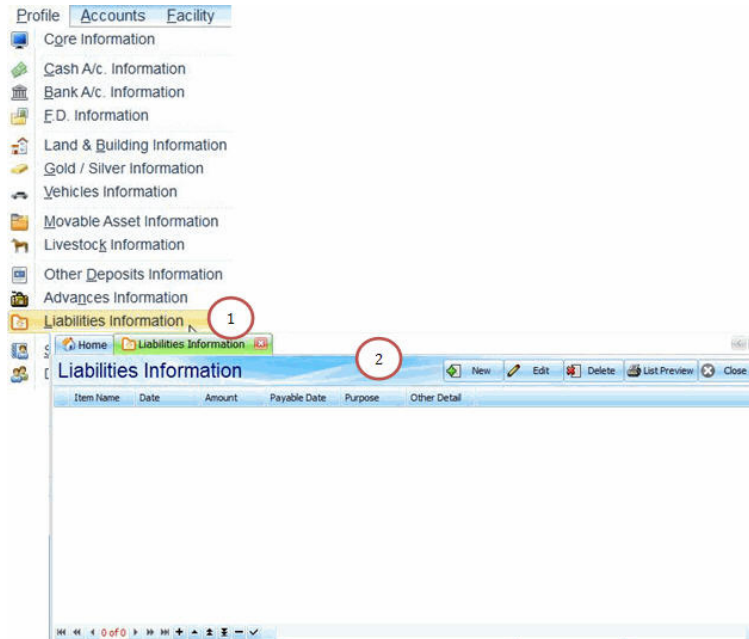 Profile Accounts Facility
Core Information
Cash A/c. Information
Bank A/c. Information
F.D. Information
Land & Building Information
Gold / Silver Information
Vehicles Information
Movable Asset Information
Livestock Information
Other Deposits Information
Advances Information
Liabilities Information
1
Home Liabilities Information
2
Liabilities Information
New Edit Delete List Preview Close
Item Name Date Amount Payable Date Purpose Other Detail
0 of 0